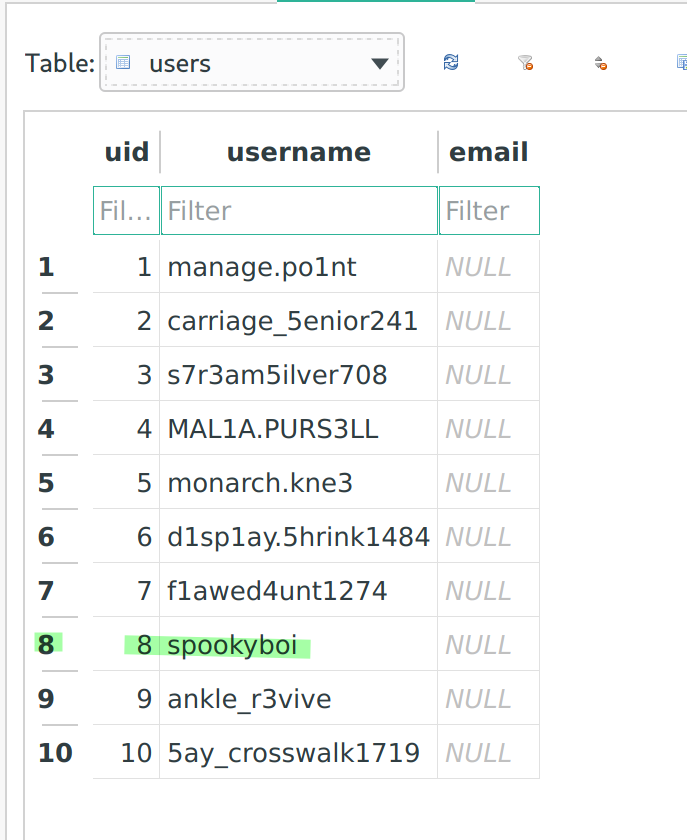 Table: users
uid username email
Fil... Filter Filter
1 1 manage.po1nt NULL
2 2 carriage_5enior241 NULL
3 3 s7r3am5ilver708 NULL
4 4 MAL1A.PURS3LL NULL
5 5 monarch.kne3 NULL
6 6 d1sp1ay.5hrink1484 NULL
7 7 f1awed4unt1274 NULL
8 8 spookyboi NULL
9 9 ankle_r3vive NULL
10 10 5ay_crosswalk1719 NULL